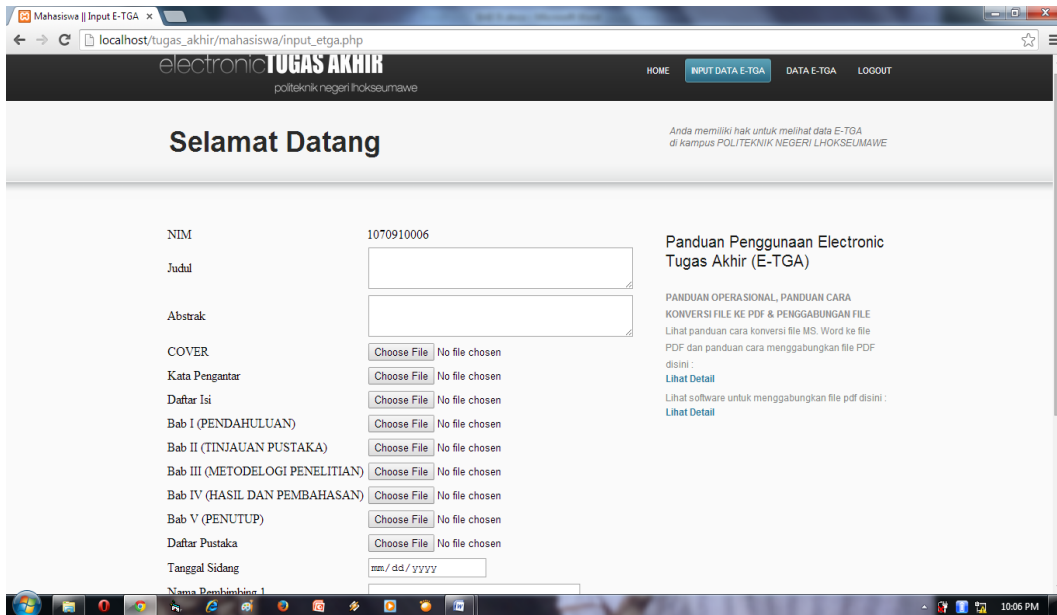 Mahasiswa || Input E-TGA
localhost/tugas_akhir/mahasiswa/input_etga.php
electronicTUGAS AKHIR
politeknik negeri lhokseumawe
HOME INPUT DATA E-TGA DATA E-TGA LOGOUT
Selamat Datang
Anda memiliki hak untuk melihat data E-TGA
di kampus POLITEKNIK NEGERI LHOKSEUMAWE
NIM 1070910006
Judul
Abstrak
COVER Choose File No file chosen
Kata Pengantar Choose File No file chosen
Daftar Isi Choose File No file chosen
Bab I (PENDAHULUAN) Choose File No file chosen
Bab II (TINJAUAN PUSTAKA) Choose File No file chosen
Bab III (METODELOGI PENELITIAN) Choose File No file chosen
Bab IV (HASIL DAN PEMBAHASAN) Choose File No file chosen
Bab V (PENUTUP) Choose File No file chosen
Daftar Pustaka Choose File No file chosen
Tanggal Sidang mm/dd/yyyy
Nama Pembimbing 1
Panduan Penggunaan Electronic
Tugas Akhir (E-TGA)
PANDUAN OPERASIONAL, PANDUAN CARA
KONVERSI FILE KE PDF & PENGGABUNGAN FILE
Lihat panduan cara konversi file MS. Word ke file
PDF dan panduan cara menggabungkan file PDF
disini :
Lihat Detail
Lihat software untuk menggabungkan file pdf disini :
Lihat Detail
10:06 PM